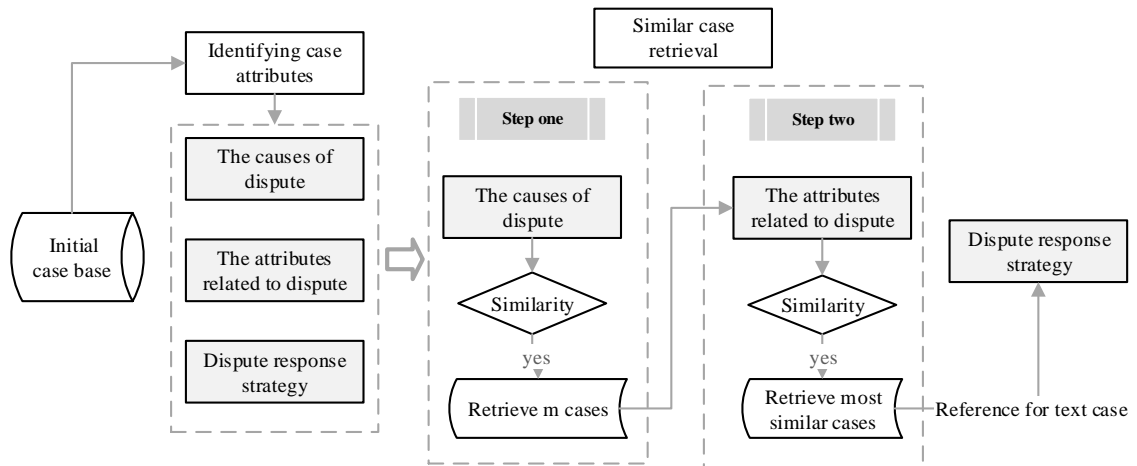 Similar case
retrieval
Identifying case
attributes
The causes of
dispute
The attributes
related to dispute
Dispute response
strategy
Initial
case base
Step one
The causes of
dispute
Similarity
yes
Retrieve m cases
Step two
The attributes
related to dispute
Similarity
yes
Retrieve most
similar cases
Dispute response
strategy
Reference for text case